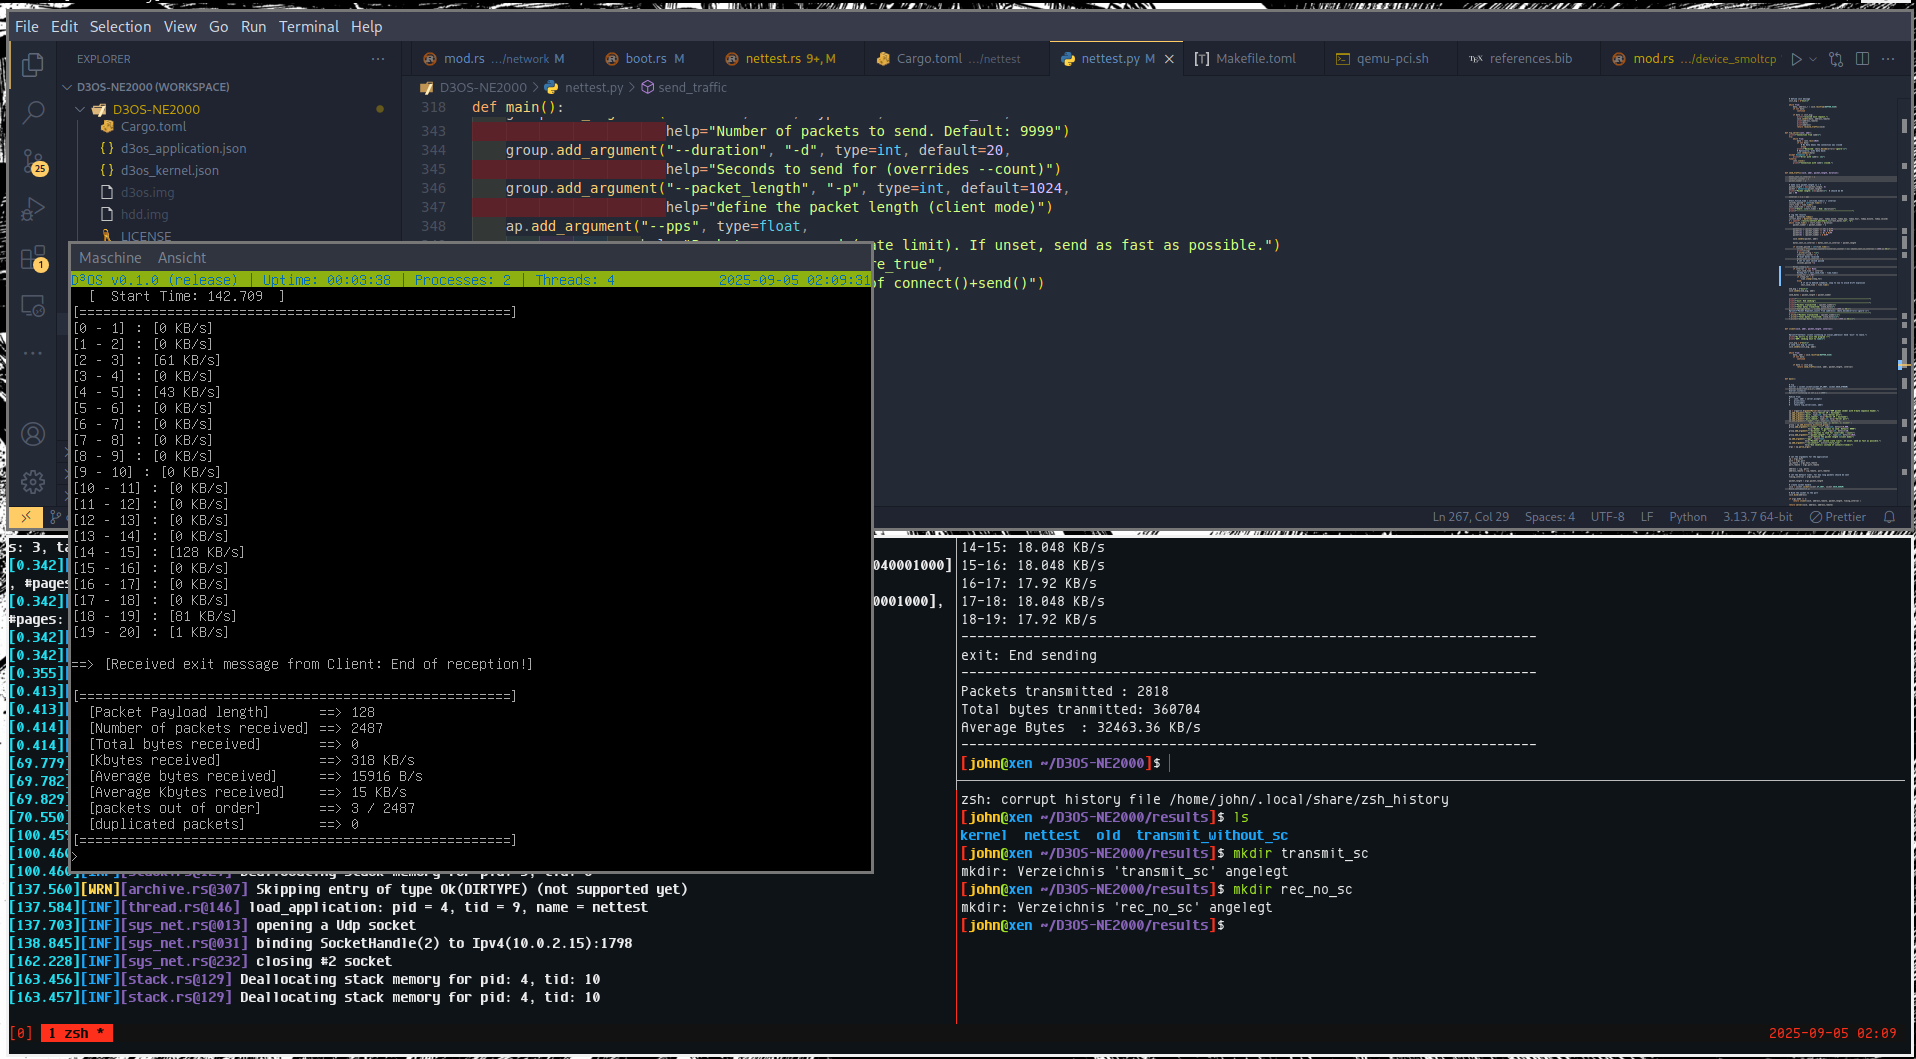 File Edit Selection View Go Run Terminal Help
EXPLORER ···
mod.rs .../network M
boot.rs M
nettest.rs 9+, M
Cargo.toml .../nettest
nettest.py M ×
[T] Makefile.toml
qemu-pci.sh
TEX references.bib
mod.rs .../device_smoltcp
D3OS-NE2000 (WORKSPACE)
D3OS-NE2000
Cargo.toml
{} d3os_application.json
{} d3os_kernel.json
d3os.img
hdd.img
LICENSE
25
1
D3OS-NE2000 > nettest.py > send_traffic
318 def main():
343 help="Number of packets to send. Default: 9999")
344 group.add_argument("--duration", "-d", type=int, default=20,
345 help="Seconds to send for (overrides --count)")
346 group.add_argument("--packet_length", "-p", type=int, default=1024,
347 help="define the packet length (client mode)")
348 ap.add_argument("--pps", type=float,
ate limit). If unset, send as fast as possible.")
re_true",
of connect()+send()")
Ln 267, Col 29 Spaces: 4 UTF-8 LF Python 3.13.7 64-bit Prettier
Maschine Ansicht
D³OS v0.1.0 (release) | Uptime: 00:03:38 | Processes: 2 | Threads: 4 2025-09-05 02:09:31
[ Start Time: 142.709 ]
[======================================================]
[0 - 1] : [0 KB/s]
[1 - 2] : [0 KB/s]
[2 - 3] : [61 KB/s]
[3 - 4] : [0 KB/s]
[4 - 5] : [43 KB/s]
[5 - 6] : [0 KB/s]
[6 - 7] : [0 KB/s]
[7 - 8] : [0 KB/s]
[8 - 9] : [0 KB/s]
[9 - 10] : [0 KB/s]
[10 - 11] : [0 KB/s]
[11 - 12] : [0 KB/s]
[12 - 13] : [0 KB/s]
[13 - 14] : [0 KB/s]
[14 - 15] : [128 KB/s]
[15 - 16] : [0 KB/s]
[16 - 17] : [0 KB/s]
[17 - 18] : [0 KB/s]
[18 - 19] : [81 KB/s]
[19 - 20] : [1 KB/s]
==> [Received exit message from Client: End of reception!]
[======================================================]
[Packet Payload length] ==> 128
[Number of packets received] ==> 2487
[Total bytes received] ==> 0
[Kbytes received] ==> 318 KB/s
[Average bytes received] ==> 15916 B/s
[Average Kbytes received] ==> 15 KB/s
[packets out of order] ==> 3 / 2487
[duplicated packets] ==> 0
[======================================================]
>
s: 3, ta
[0.342] 040001000]
, #pages
[0.342] 0001000],
#pages:
[0.342]
[0.342]
[0.355]
[0.413]
[0.413]
[0.414]
[0.414]
[69.779]
[69.782]
[69.829]
[70.550]
[100.459
[100.460
[100.460
[137.560][WRN][archive.rs@307] Skipping entry of type Ok(DIRTYPE) (not supported yet)
[137.584][INF][thread.rs@146] load_application: pid = 4, tid = 9, name = nettest
[137.703][INF][sys_net.rs@013] opening a Udp socket
[138.845][INF][sys_net.rs@031] binding SocketHandle(2) to Ipv4(10.0.2.15):1798
[162.228][INF][sys_net.rs@232] closing #2 socket
[163.456][INF][stack.rs@129] Deallocating stack memory for pid: 4, tid: 10
[163.457][INF][stack.rs@129] Deallocating stack memory for pid: 4, tid: 10
14-15: 18.048 KB/s
15-16: 18.048 KB/s
16-17: 17.92 KB/s
17-18: 18.048 KB/s
18-19: 17.92 KB/s
------------------------------------------------------------------------
exit: End sending
------------------------------------------------------------------------
Packets transmitted : 2818
Total bytes tranmitted: 360704
Average Bytes : 32463.36 KB/s
------------------------------------------------------------------------
[john@xen ~/D3OS-NE2000]$
zsh: corrupt history file /home/john/.local/share/zsh_history
[john@xen ~/D3OS-NE2000/results]$ ls
kernel nettest old transmit_without_sc
[john@xen ~/D3OS-NE2000/results]$ mkdir transmit_sc
mkdir: Verzeichnis 'transmit_sc' angelegt
[john@xen ~/D3OS-NE2000/results]$ mkdir rec_no_sc
mkdir: Verzeichnis 'rec_no_sc' angelegt
[john@xen ~/D3OS-NE2000/results]$
[0] 1 zsh * 2025-09-05 02:09